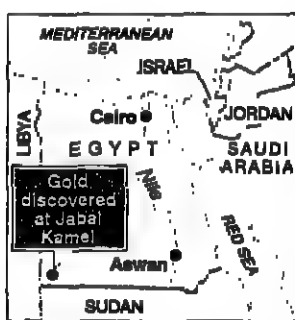 MEDITERRANEAN
SEA
ISRAEL
LIBYA
Cairo
JORDAN
EGYPT
SAUDI
ARABIA
Gold
discovered
at Jabal
Kamel
Nile
RED SEA
Aswan
SUDAN